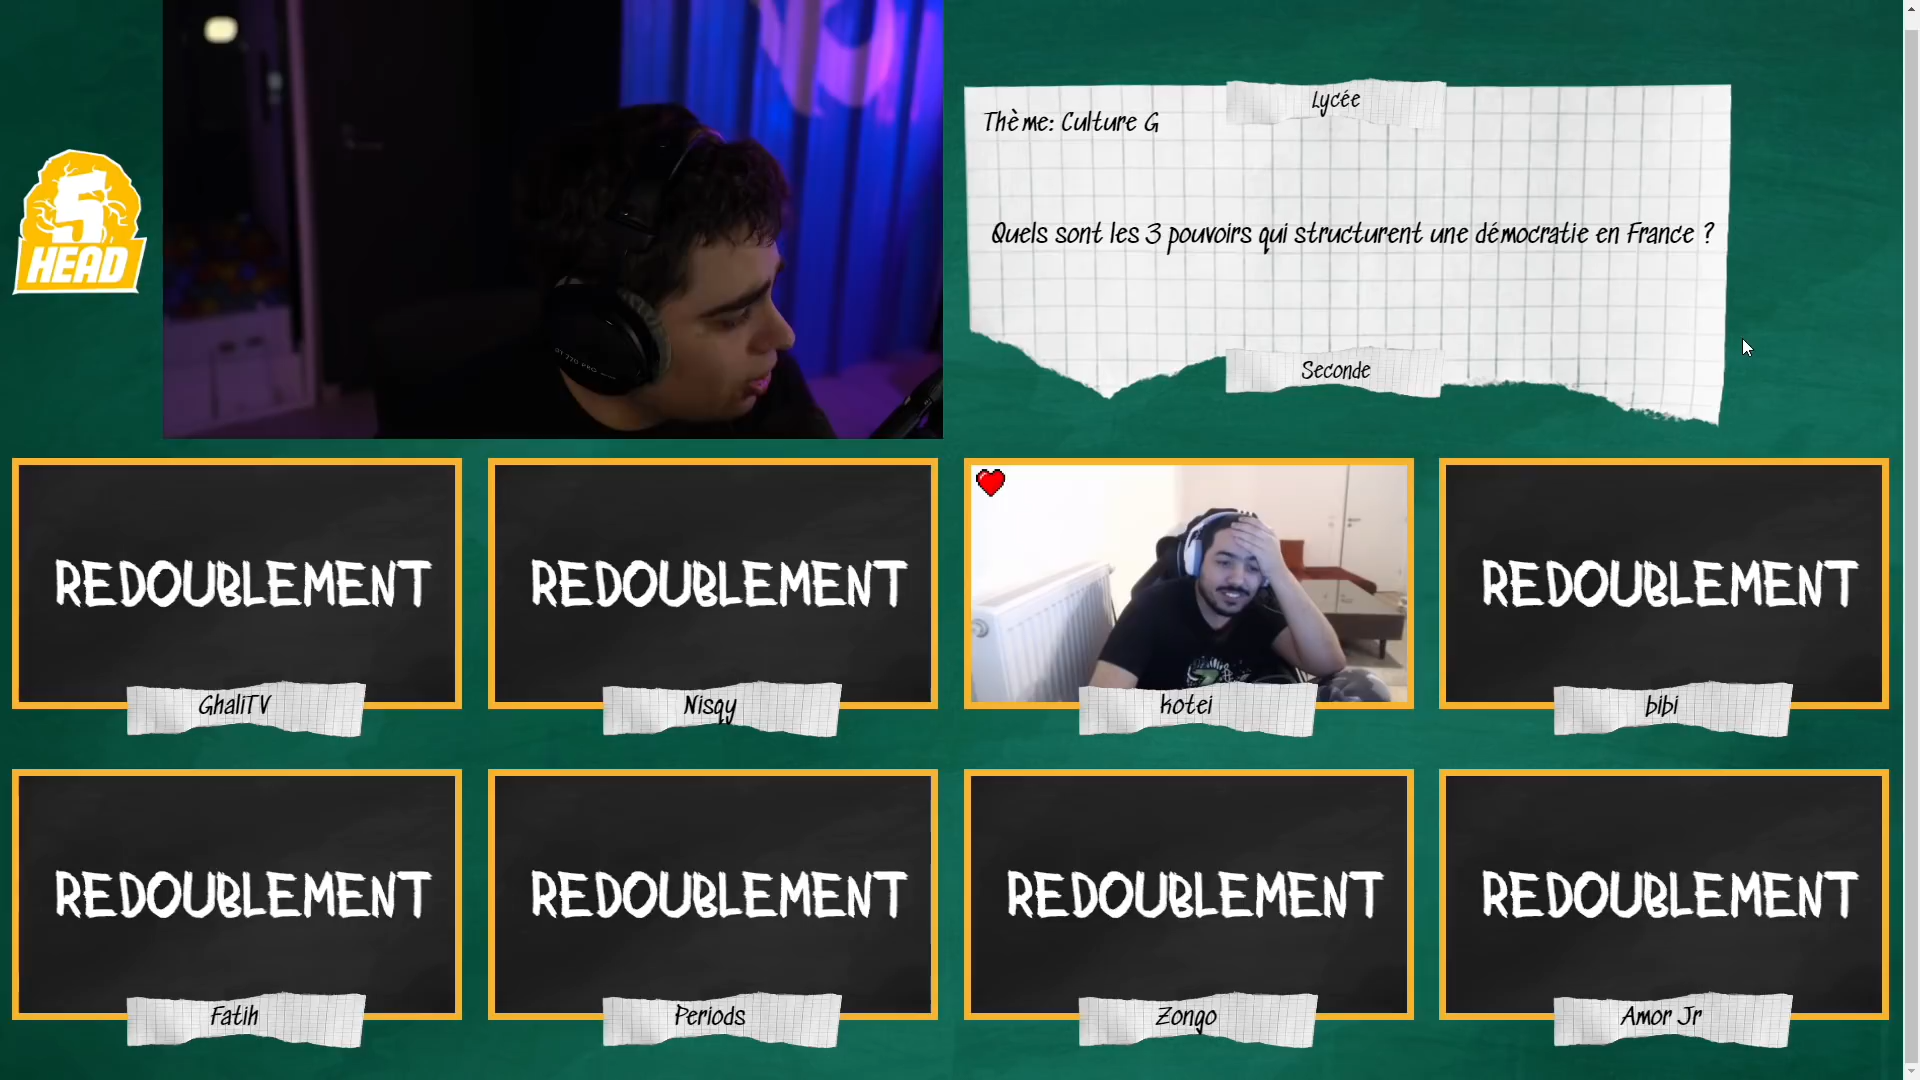 Lycée
Thème: Culture G
Quels sont les 3 pouvoirs qui structurent une démocratie en France ?
Seconde
5
HEAD
REDOUBLEMENT
GhaliTV
REDOUBLEMENT
Nisqy
kotei
REDOUBLEMENT
bibi
REDOUBLEMENT
Fatih
REDOUBLEMENT
Periods
REDOUBLEMENT
Zongo
REDOUBLEMENT
Amor Jr